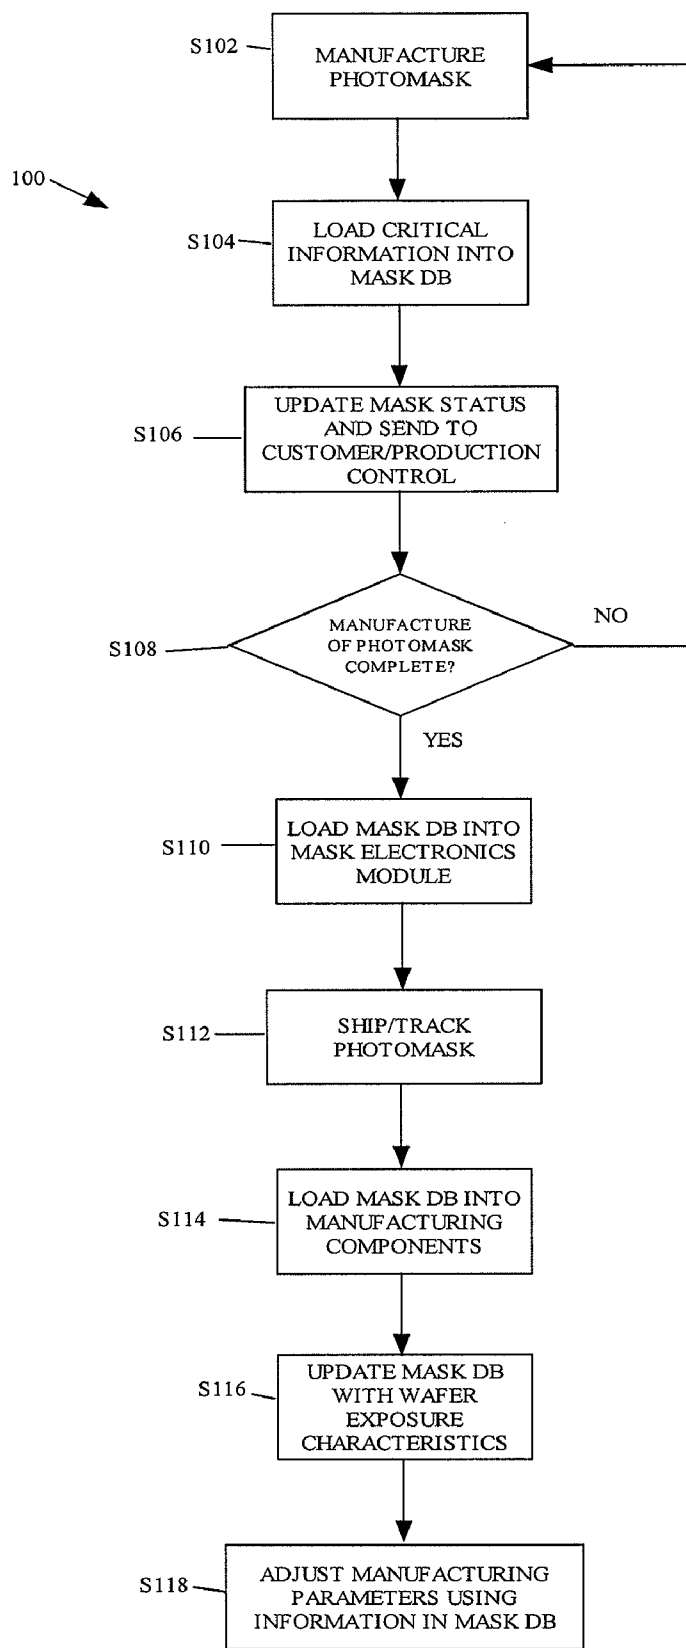 S102
MANUFACTURE
PHOTOMASK
100
S104
LOAD CRITICAL
INFORMATION INTO
MASK DB
S106
UPDATE MASK STATUS
AND SEND TO
CUSTOMER/PRODUCTION
CONTROL
S108
MANUFACTURE
OF PHOTOMASK
COMPLETE?
NO
YES
S110
LOAD MASK DB INTO
MASK ELECTRONICS
MODULE
S112
SHIP/TRACK
PHOTOMASK
S114
LOAD MASK DB INTO
MANUFACTURING
COMPONENTS
S116
UPDATE MASK DB
WITH WAFER
EXPOSURE
CHARACTERISTICS
S118
ADJUST MANUFACTURING
PARAMETERS USING
INFORMATION IN MASK DB